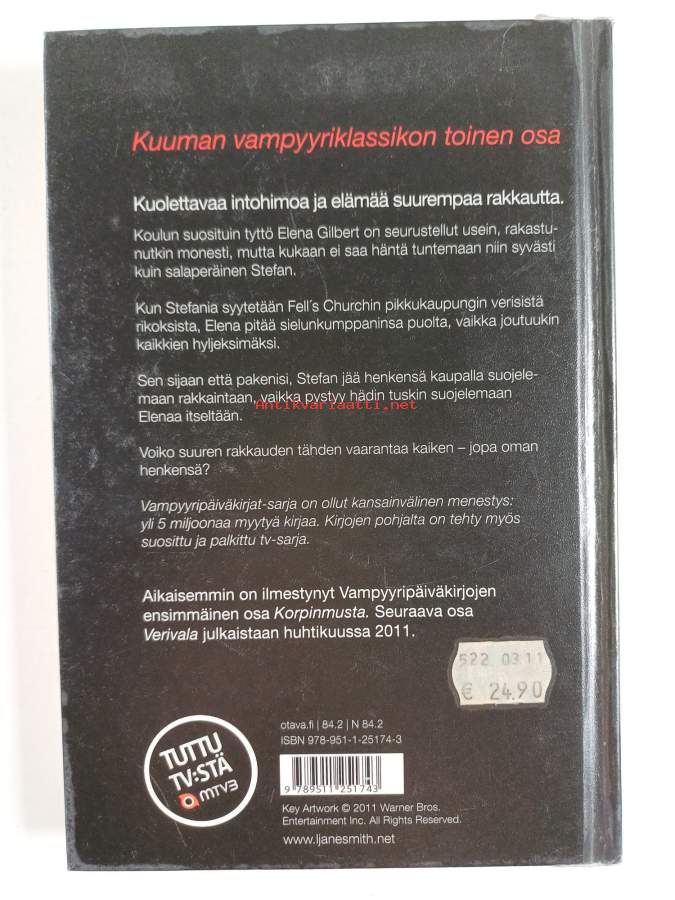 Kuuman vampyyriklassikon toinen osa
Kuolettavaa intohimoa ja elämää suurempaa rakkautta.
Koulun suosituin tyttö Elena Gilbert on seurustellut usein, rakastu-
nutkin monesti, mutta kukaan ei saa häntä tuntemaan niin syvästi
kuin salaperäinen Stefan.
Kun Stefania syytetään Fell´s Churchin pikkukaupungin verisistä
rikoksista, Elena pitää sielunkumppaninsa puolta, vaikka joutuukin
kaikkien hyljeksimäksi.
Sen sijaan että pakenisi, Stefan jää henkensä kaupalla suojele-
maan rakkaintaan, vaikka pystyy hädin tuskin suojelemaan
Antikvariaatti.net
Elenaa itseltään.
Voiko suuren rakkauden tähden vaarantaa kaiken – jopa oman
henkensä?
Vampyyripäiväkirjat-sarja on ollut kansainvälinen menestys:
yli 5 miljoonaa myytyä kirjaa. Kirjojen pohjalta on tehty myös
suosittu ja palkittu tv-sarja.
Aikaisemmin on ilmestynyt Vampyyripäiväkirjojen
ensimmäinen osa Korpinmusta. Seuraava osa
Verivala julkaistaan huhtikuussa 2011.
522 03 11
€ 24.90
TUTTU
TV:STÄ
MTV3
otava.fi | 84.2 | N 84.2
ISBN 978-951-1-25174-3
9 789511 251743
Key Artwork © 2011 Warner Bros.
Entertainment Inc. All Rights Reserved.
www.ljanesmith.net